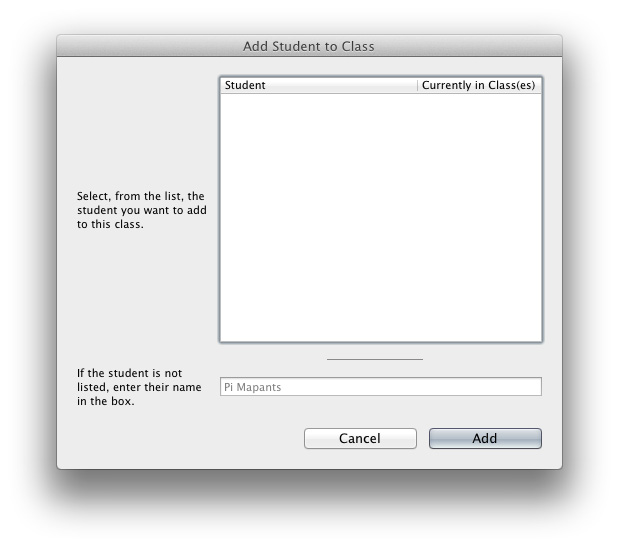 Add Student to Class
Student
Currently in Class(es)
Select, from the list, the
student you want to add
to this class.
If the student is not
listed, enter their name
in the box.
Pi Mapants
Cancel
Add